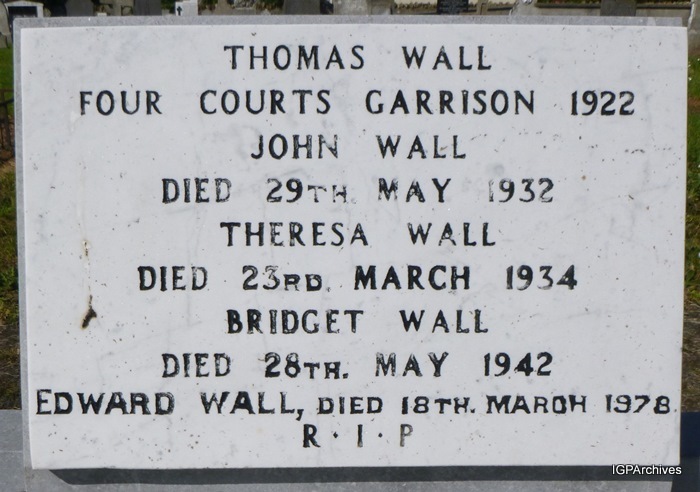 THOMAS WALL
FOUR COURTS GARRISON 1922
JOHN WALL
DIED 29TH. MAY 1932
THERESA WALL
DIED 23RD. MARCH 1934
BRIDGET WALL
DIED 28TH. MAY 1942
EDWARD WALL, DIED 18TH. MARCH 1978.
R · I · P
IGPArchives